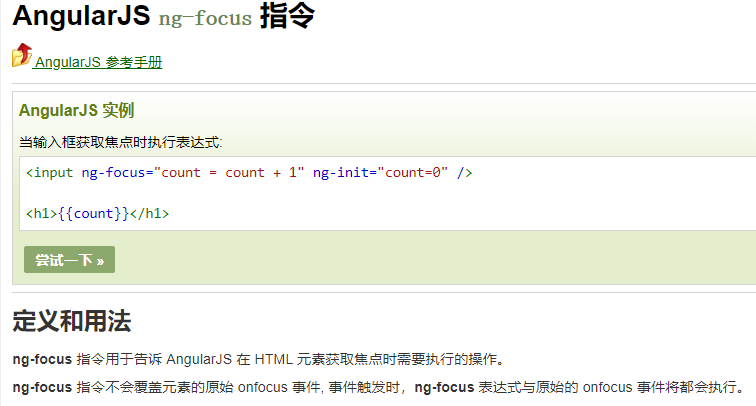 AngularJS ng-focus 指令
AngularJS 参考手册
AngularJS 实例
当输入框获取焦点时执行表达式:
<input ng-focus="count = count + 1" ng-init="count=0" />
<h1>{{count}}</h1>
尝试一下 »
定义和用法
ng-focus 指令用于告诉 AngularJS 在 HTML 元素获取焦点时需要执行的操作。
ng-focus 指令不会覆盖元素的原始 onfocus 事件, 事件触发时，ng-focus 表达式与原始的 onfocus 事件将都会执行。